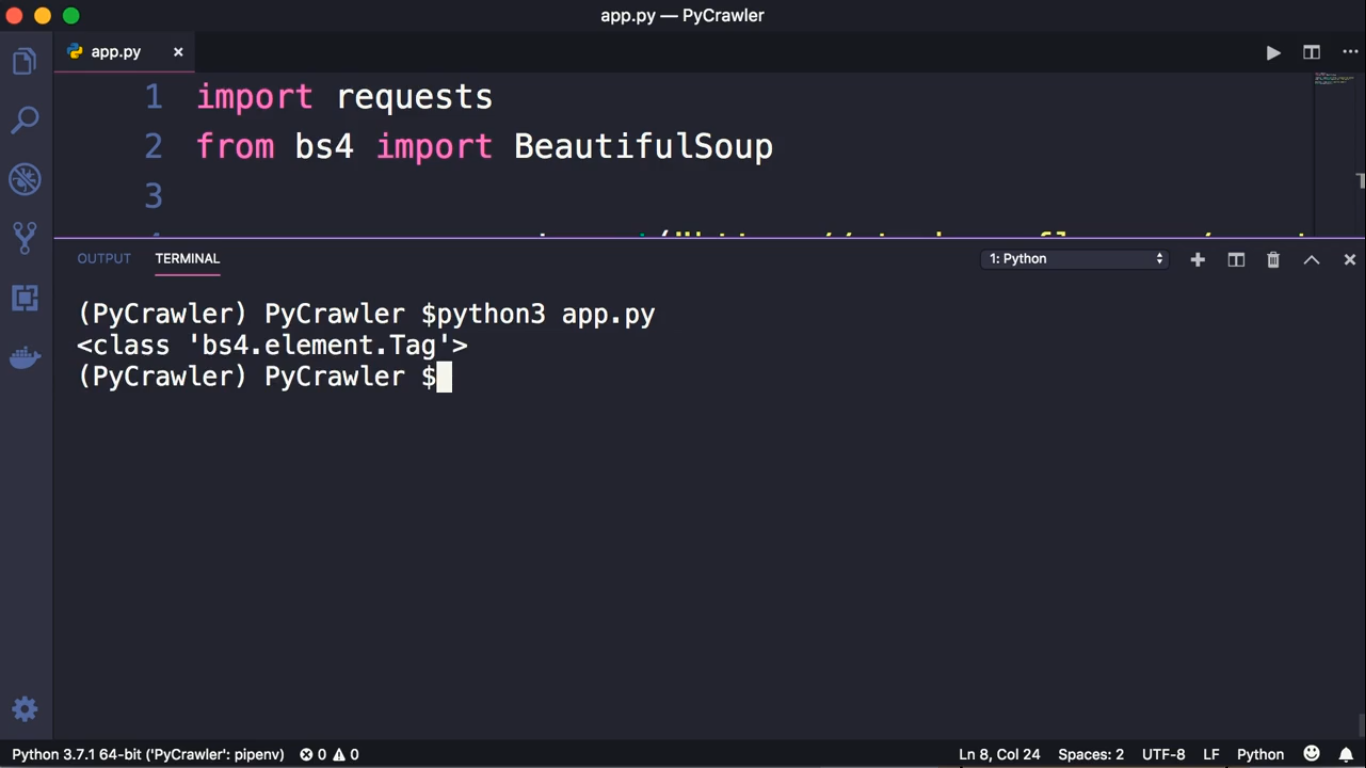 app.py — PyCrawler
app.py
1 import requests
2 from bs4 import BeautifulSoup
3
OUTPUT TERMINAL 1: Python
(PyCrawler) PyCrawler $python3 app.py
<class 'bs4.element.Tag'>
(PyCrawler) PyCrawler $
Python 3.7.1 64-bit ('PyCrawler': pipenv) 0 0 Ln 8, Col 24 Spaces: 2 UTF-8 LF Python